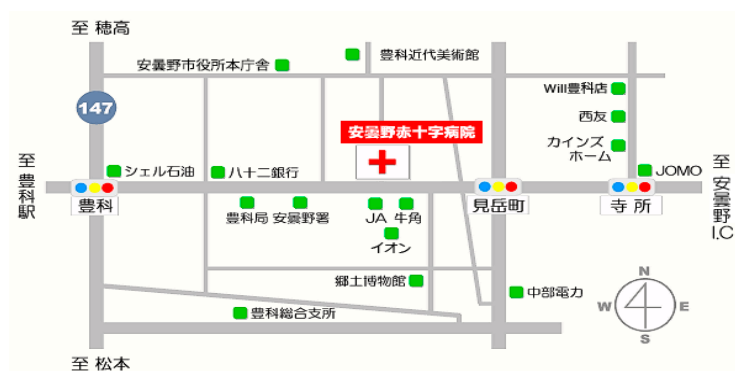 至 穂高
豊科近代美術館
安曇野市役所本庁舎
Will豊科店
147
西友
安曇野赤十字病院
カインズ
ホーム
至 豊科駅
シェル石油
八十二銀行
JOMO
至 安曇野I.C
豊科
見岳町
寺所
豊科局
安曇野署
JA
牛角
イオン
郷土博物館
中部電力
豊科総合支所
N
W
E
S
至 松本